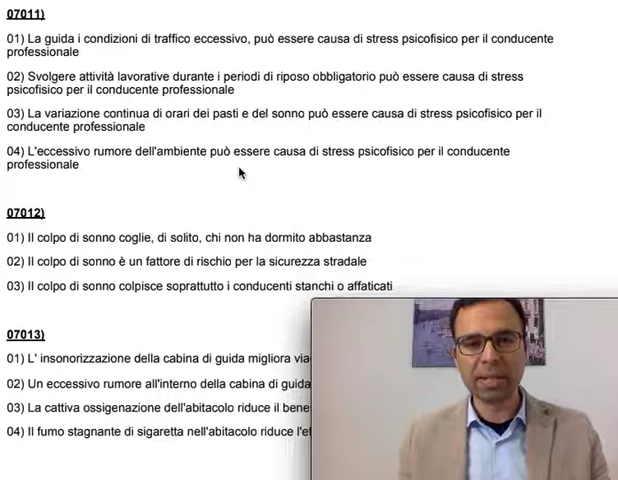 07011)
01) La guida i condizioni di traffico eccessivo, può essere causa di stress psicofisico per il conducente
professionale
02) Svolgere attività lavorative durante i periodi di riposo obbligatorio può essere causa di stress
psicofisico per il conducente professionale
03) La variazione continua di orari dei pasti e del sonno può essere causa di stress psicofisico per il
conducente professionale
04) L'eccessivo rumore dell'ambiente può essere causa di stress psicofisico per il conducente
professionale
07012)
01) Il colpo di sonno coglie, di solito, chi non ha dormito abbastanza
02) Il colpo di sonno è un fattore di rischio per la sicurezza stradale
03) Il colpo di sonno colpisce soprattutto i conducenti stanchi o affaticati
07013)
01) L' insonorizzazione della cabina di guida migliora
02) Un eccessivo rumore all'interno della cabina di guida
03) La cattiva ossigenazione dell'abitacolo riduce il
04) Il fumo stagnante di sigaretta nell'abitacolo riduce